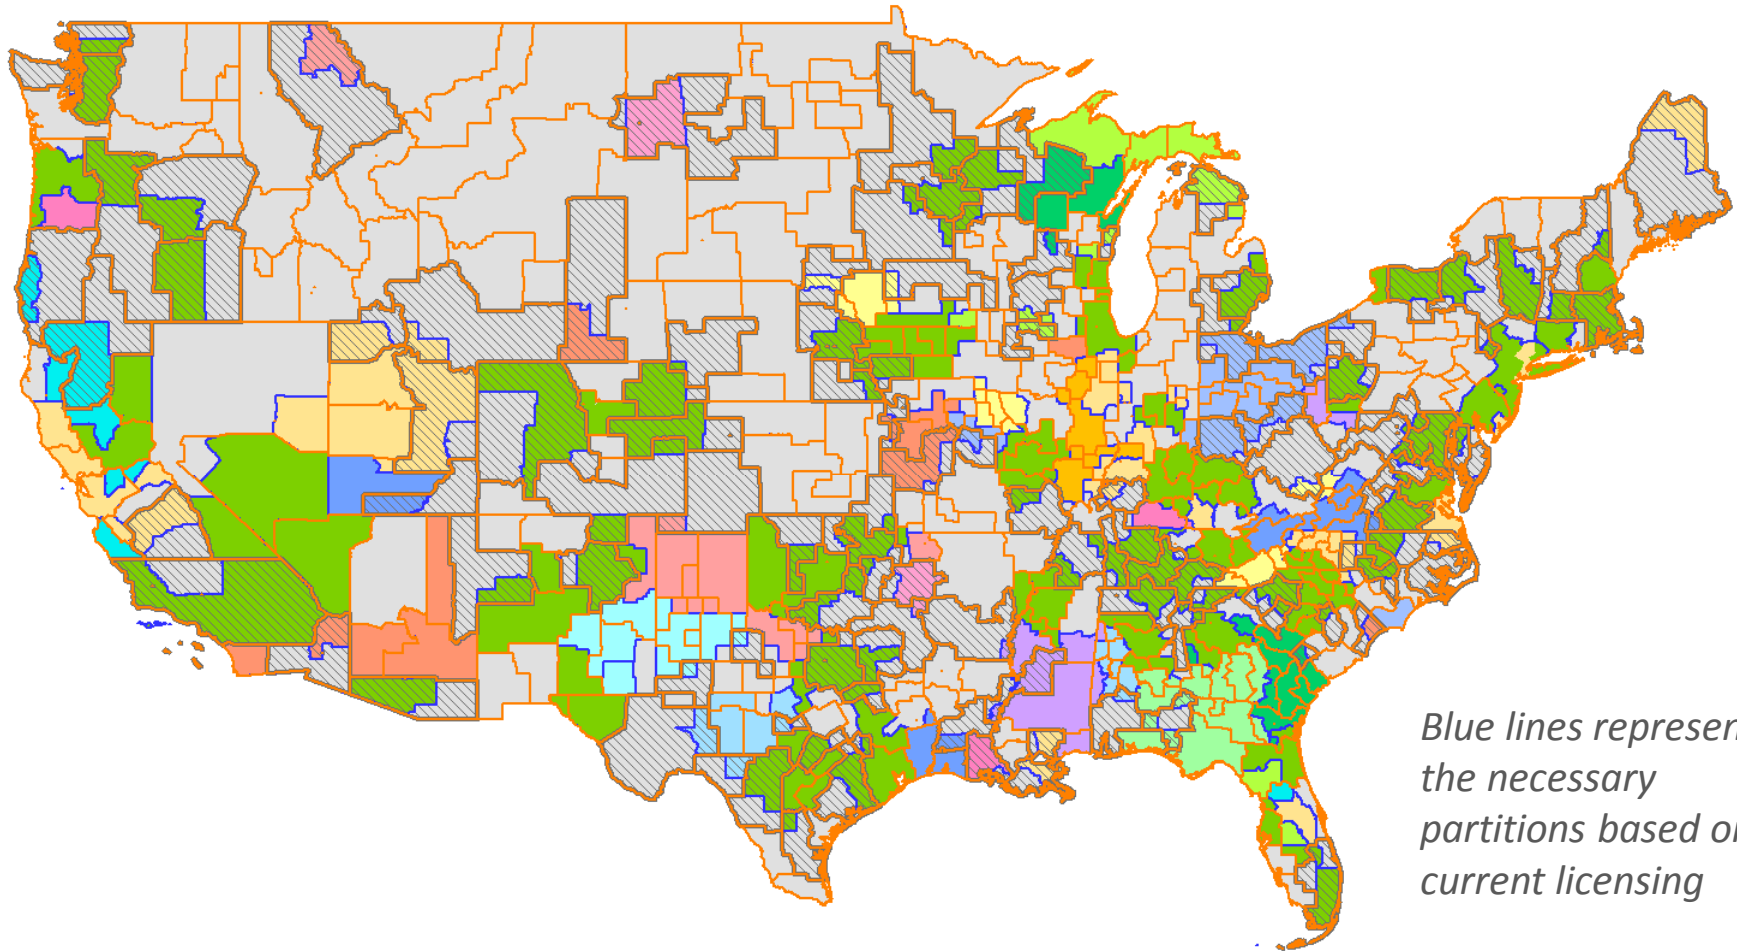 Blue lines represen
the necessary
partitions based o
current licensing